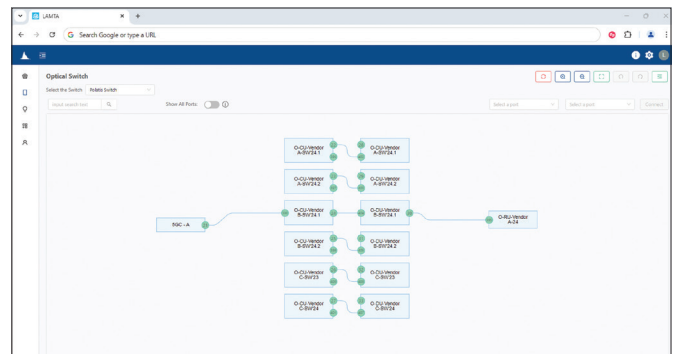 LAMTA
Search Google or type a URL
Optical Switch
Select the Switch: Polatis Switch
Input search text
Show All Ports:
Select a port
Select a port
Connect
O-CU-Vendor
A-SW24.1
O-CU-Vendor
A-SW24.2
O-CU-Vendor
B-SW24.1
O-CU-Vendor
B-SW24.2
O-CU-Vendor
C-SW23
O-CU-Vendor
C-SW24
O-DU-Vendor
A-SW24.1
O-DU-Vendor
A-SW24.2
O-DU-Vendor
B-SW24.1
O-DU-Vendor
B-SW24.2
O-DU-Vendor
C-SW23
O-DU-Vendor
C-SW24
5GC - A
O-RU-Vendor
A-24